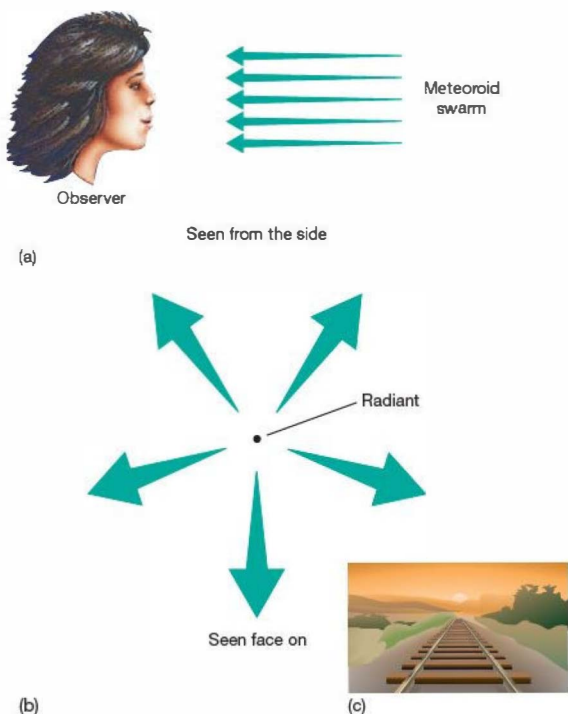 Meteoroid
swarm
Observer
Seen from the side
(a)
Radiant
Seen face on
(b)
(c)